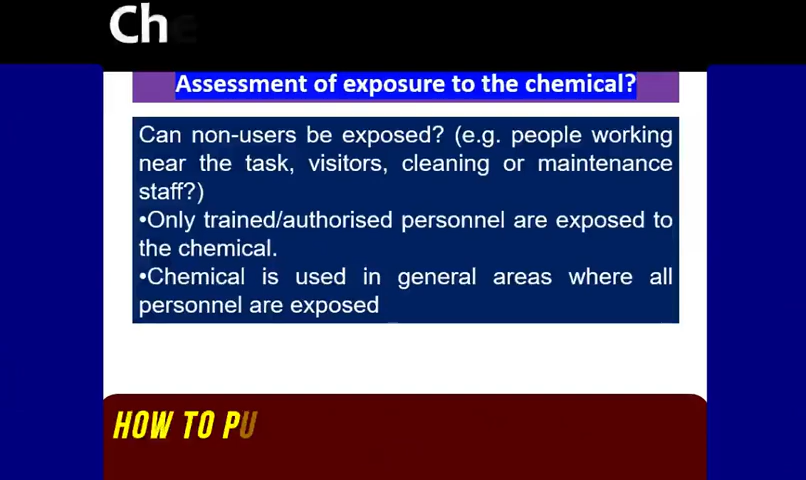 Che
Assessment of exposure to the chemical?
Can non-users be exposed? (e.g. people working
near the task, visitors, cleaning or maintenance
staff?)
•Only trained/authorised personnel are exposed to
the chemical.
•Chemical is used in general areas where all
personnel are exposed
HOW TO PU